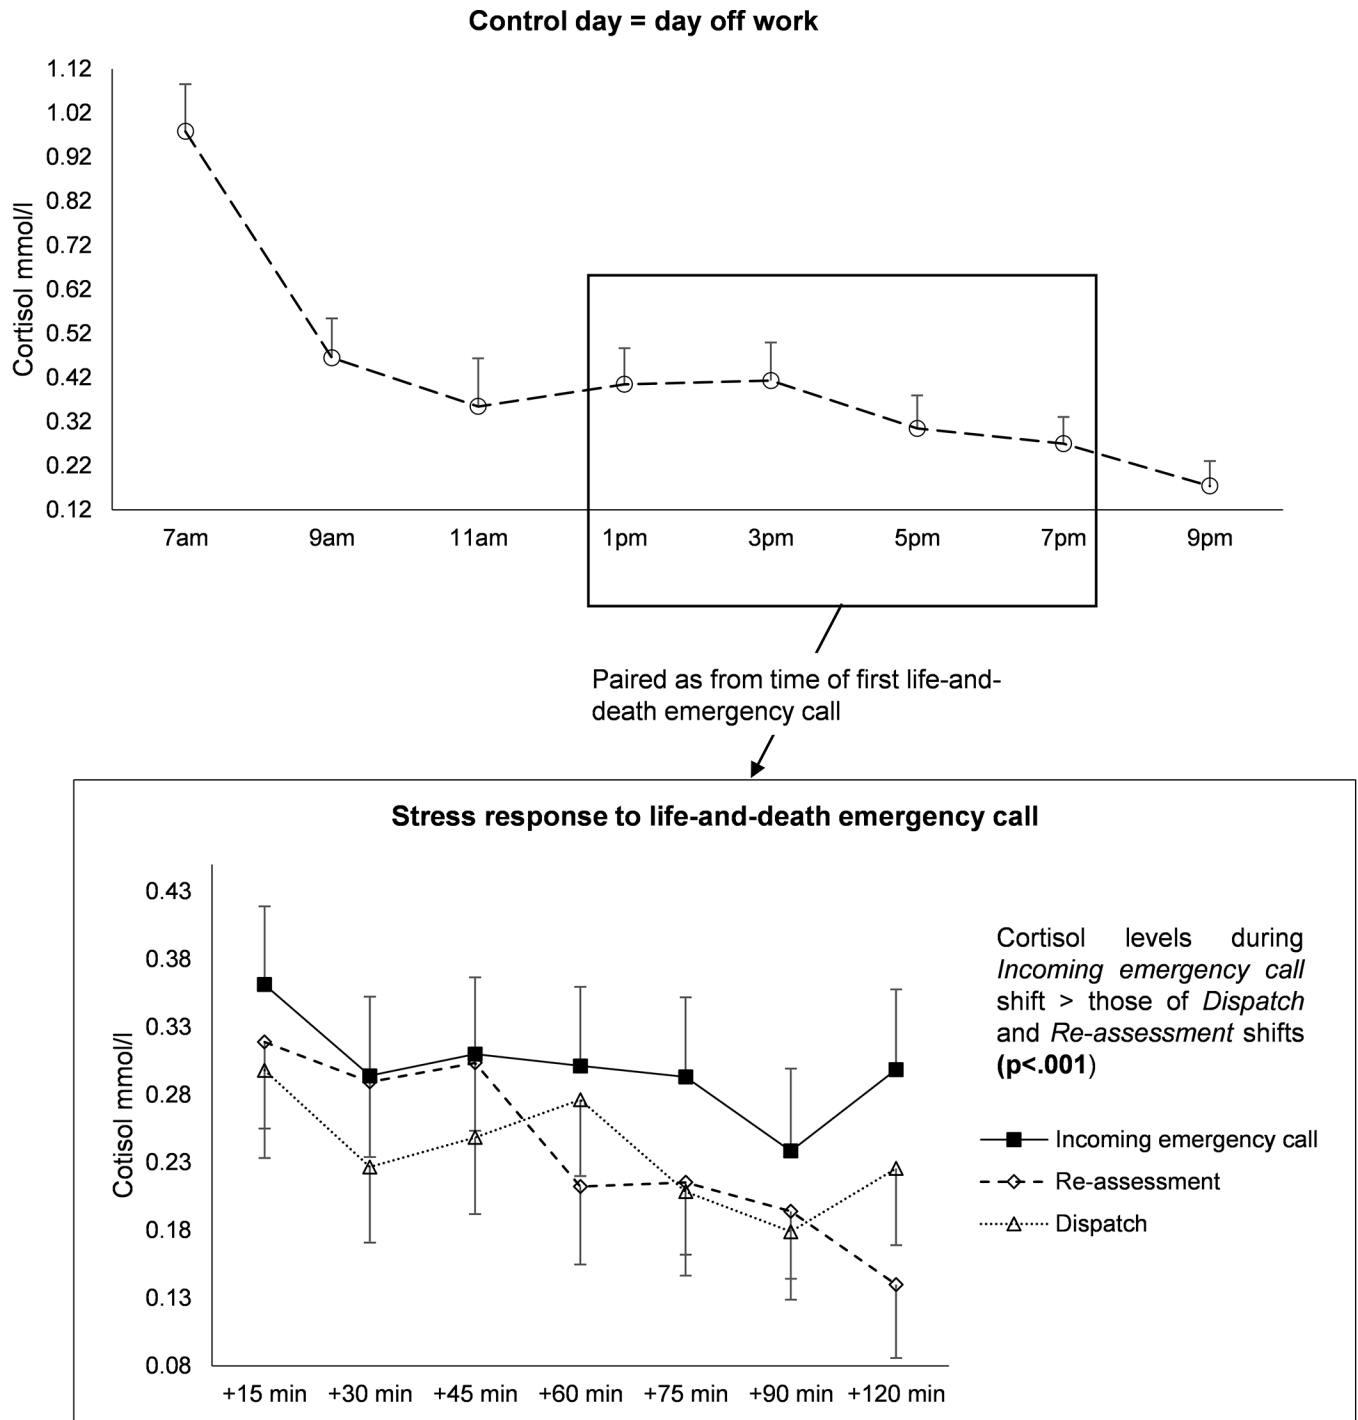 Control day = day off work
1.12
1.02
0.92
0.82
0.72
0.62
0.52
0.42
0.32
0.22
0.12
Cortisol mmol/l
7am 9am 11am 1pm 3pm 5pm 7pm 9pm
Paired as from time of first life-and-
death emergency call
Stress response to life-and-death emergency call
0.43
0.38
0.33
0.28
0.23
0.18
0.13
0.08
Cotisol mmol/l
+15 min +30 min +45 min +60 min +75 min +90 min +120 min
Cortisol levels during
Incoming emergency call
shift > those of Dispatch
and Re-assessment shifts
(p<.001)
Incoming emergency call
Re-assessment
Dispatch